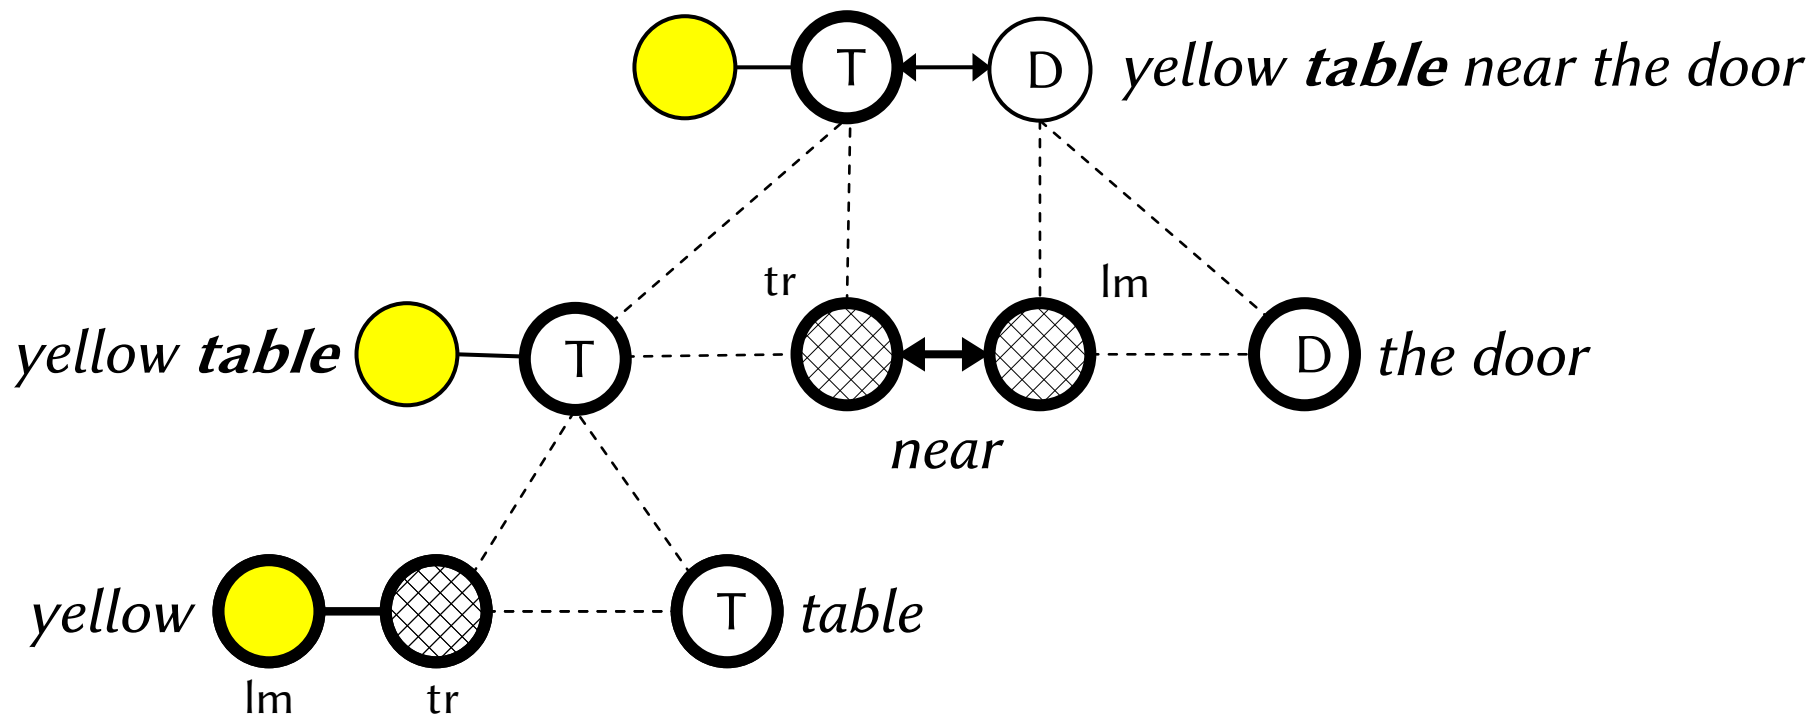 T D yellow table near the door
tr lm
yellow table T D the door
near
yellow T table
lm tr